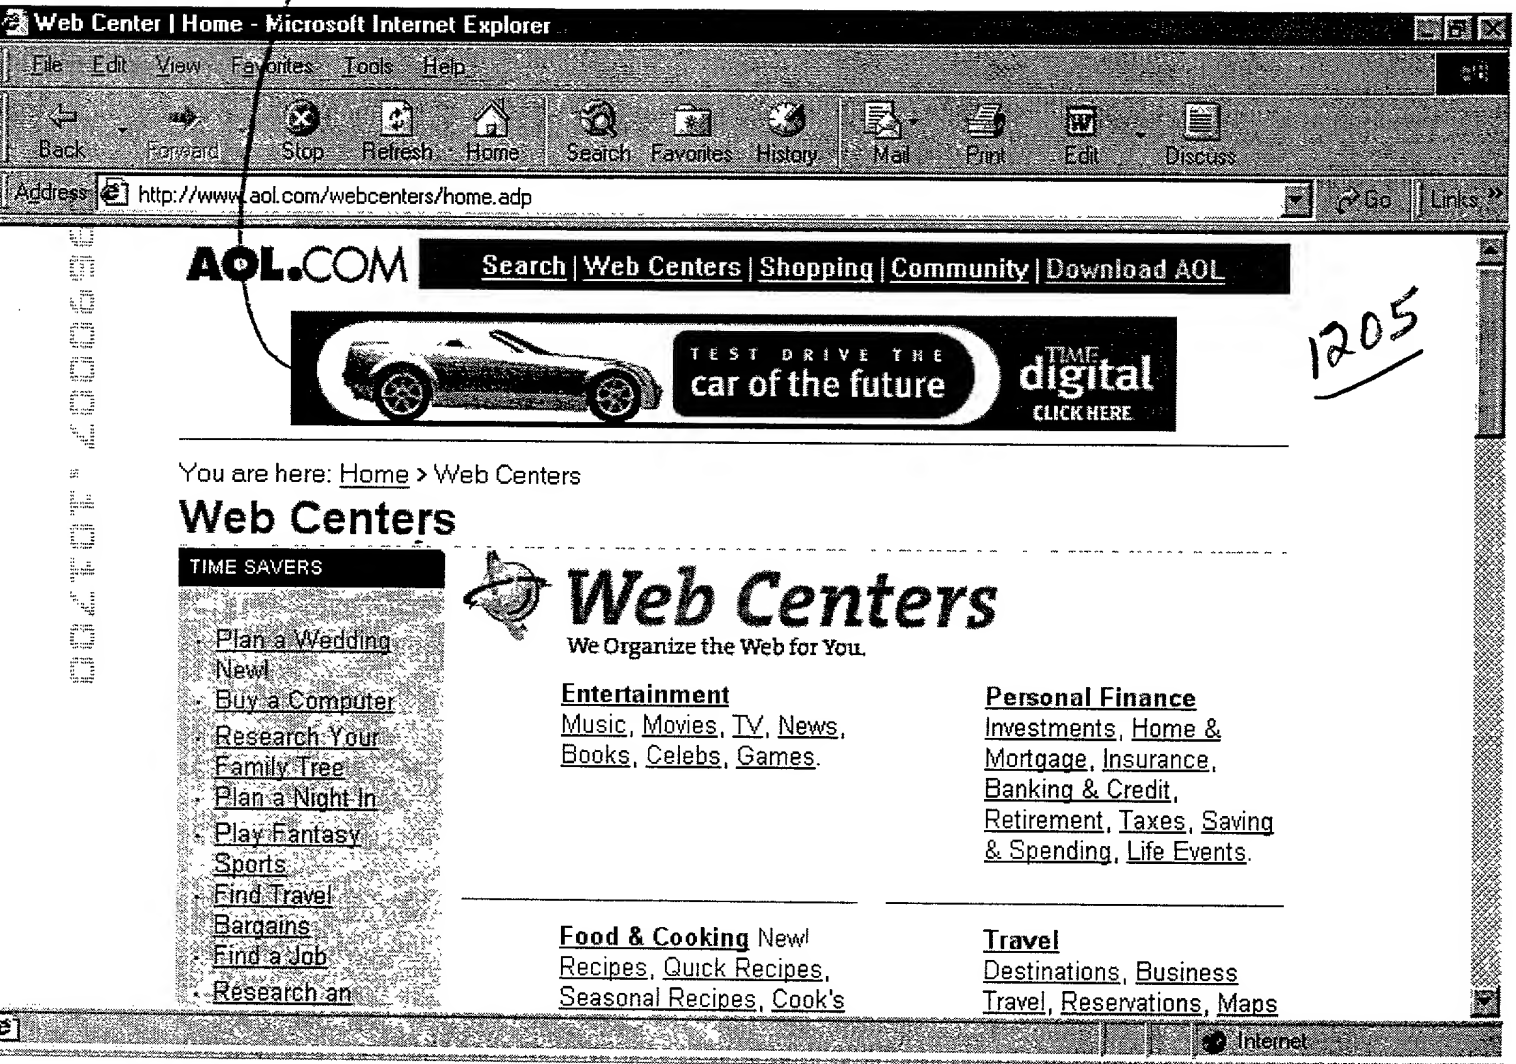 Web Center | Home - Microsoft Internet Explorer
File Edit View Favorites Tools Help
Back Forward Stop Refresh Home Search Favorites History Mail Print Edit Discuss
Address http://www.aol.com/webcenters/home.adp Go Links »
AOL.COM Search | Web Centers | Shopping | Community | Download AOL
1205
TEST DRIVE THE
car of the future
TIME
digital
CLICK HERE
You are here: Home > Web Centers
Web Centers
TIME SAVERS
· Plan a Wedding
New!
· Buy a Computer
· Research Your
Family Tree
· Plan a Night In
· Play Fantasy
Sports
· Find Travel
Bargains
· Find a Job
· Research an
Web Centers
We Organize the Web for You.
Entertainment
Music, Movies, TV, News,
Books, Celebs, Games.
Personal Finance
Investments, Home &
Mortgage, Insurance,
Banking & Credit,
Retirement, Taxes, Saving
& Spending, Life Events.
Food & Cooking New!
Recipes, Quick Recipes,
Seasonal Recipes, Cook's
Travel
Destinations, Business
Travel, Reservations, Maps
Internet